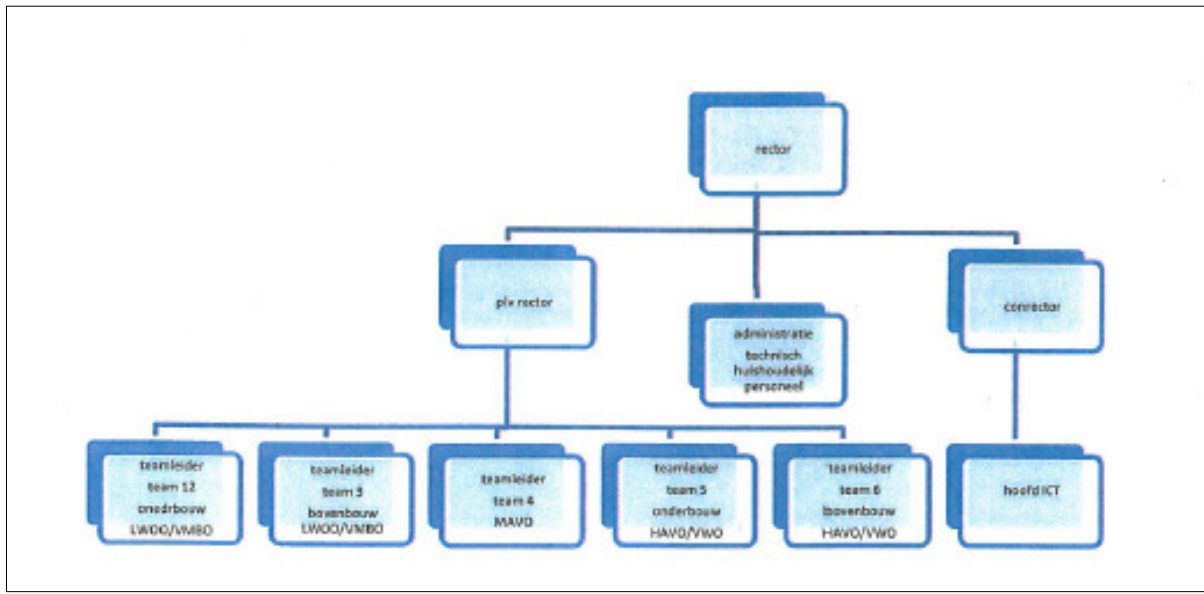 rector
plv rector
administratie
technisch
huishoudelijk
personeel
conrector
teamleider
team 12
onedrbouw
LWOO/VMBO
teamleider
team 3
bovenbouw
LWOO/VMBO
teamleider
team 4
MAVO
teamleider
team 5
onderbouw
HAVO/VWO
teamleider
team 6
bovenbouw
HAVO/VWO
hoofd ICT